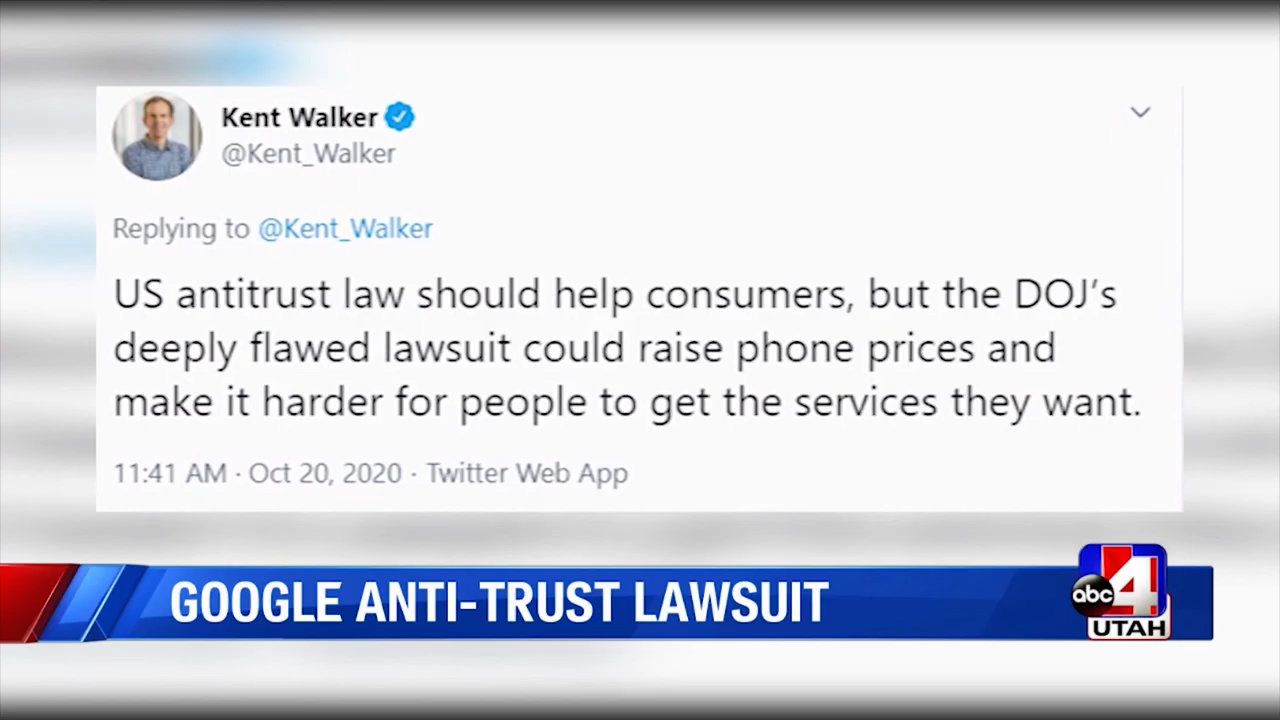 Kent Walker
@Kent_Walker
Replying to @Kent_Walker
US antitrust law should help consumers, but the DOJ’s
deeply flawed lawsuit could raise phone prices and
make it harder for people to get the services they want.
11:41 AM · Oct 20, 2020 · Twitter Web App
GOOGLE ANTI-TRUST LAWSUIT
abc
4
UTAH